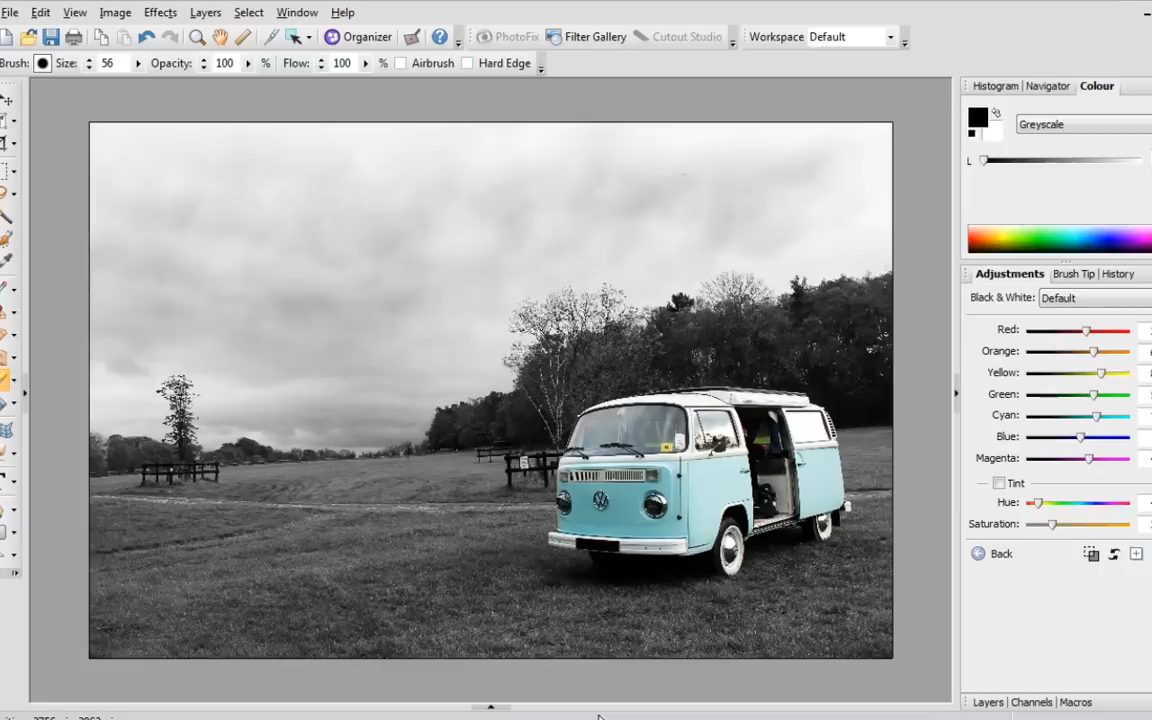 File Edit View Image Effects Layers Select Window Help
Organizer PhotoFix Filter Gallery Cutout Studio Workspace Default
Brush: Size: 56 Opacity: 100 % Flow: 100 % Airbrush Hard Edge
Histogram Navigator Colour
Greyscale
L
Adjustments Brush Tip History
Black & White: Default
Red:
Orange:
Yellow:
Green:
Cyan:
Blue:
Magenta:
Tint
Hue:
Saturation:
Back
Layers Channels Macros